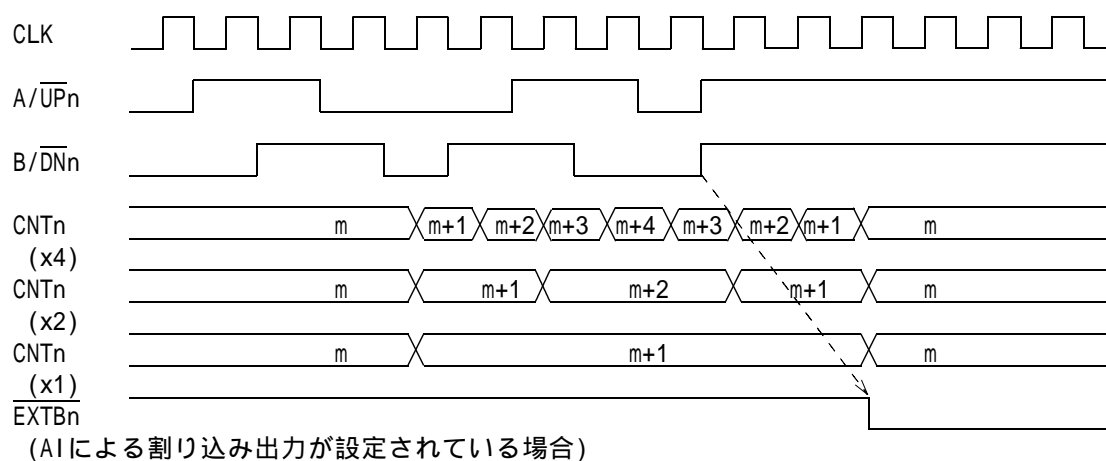 CLK
A/UPn
B/DNn
CNTn m m+1 m+2 m+3 m+4 m+3 m+2 m+1 m
(x4)
CNTn m m+1 m+2 m+1 m
(x2)
CNTn m m+1 m
(x1)
EXTBn
(AIによる割り込み出力が設定されている場合)